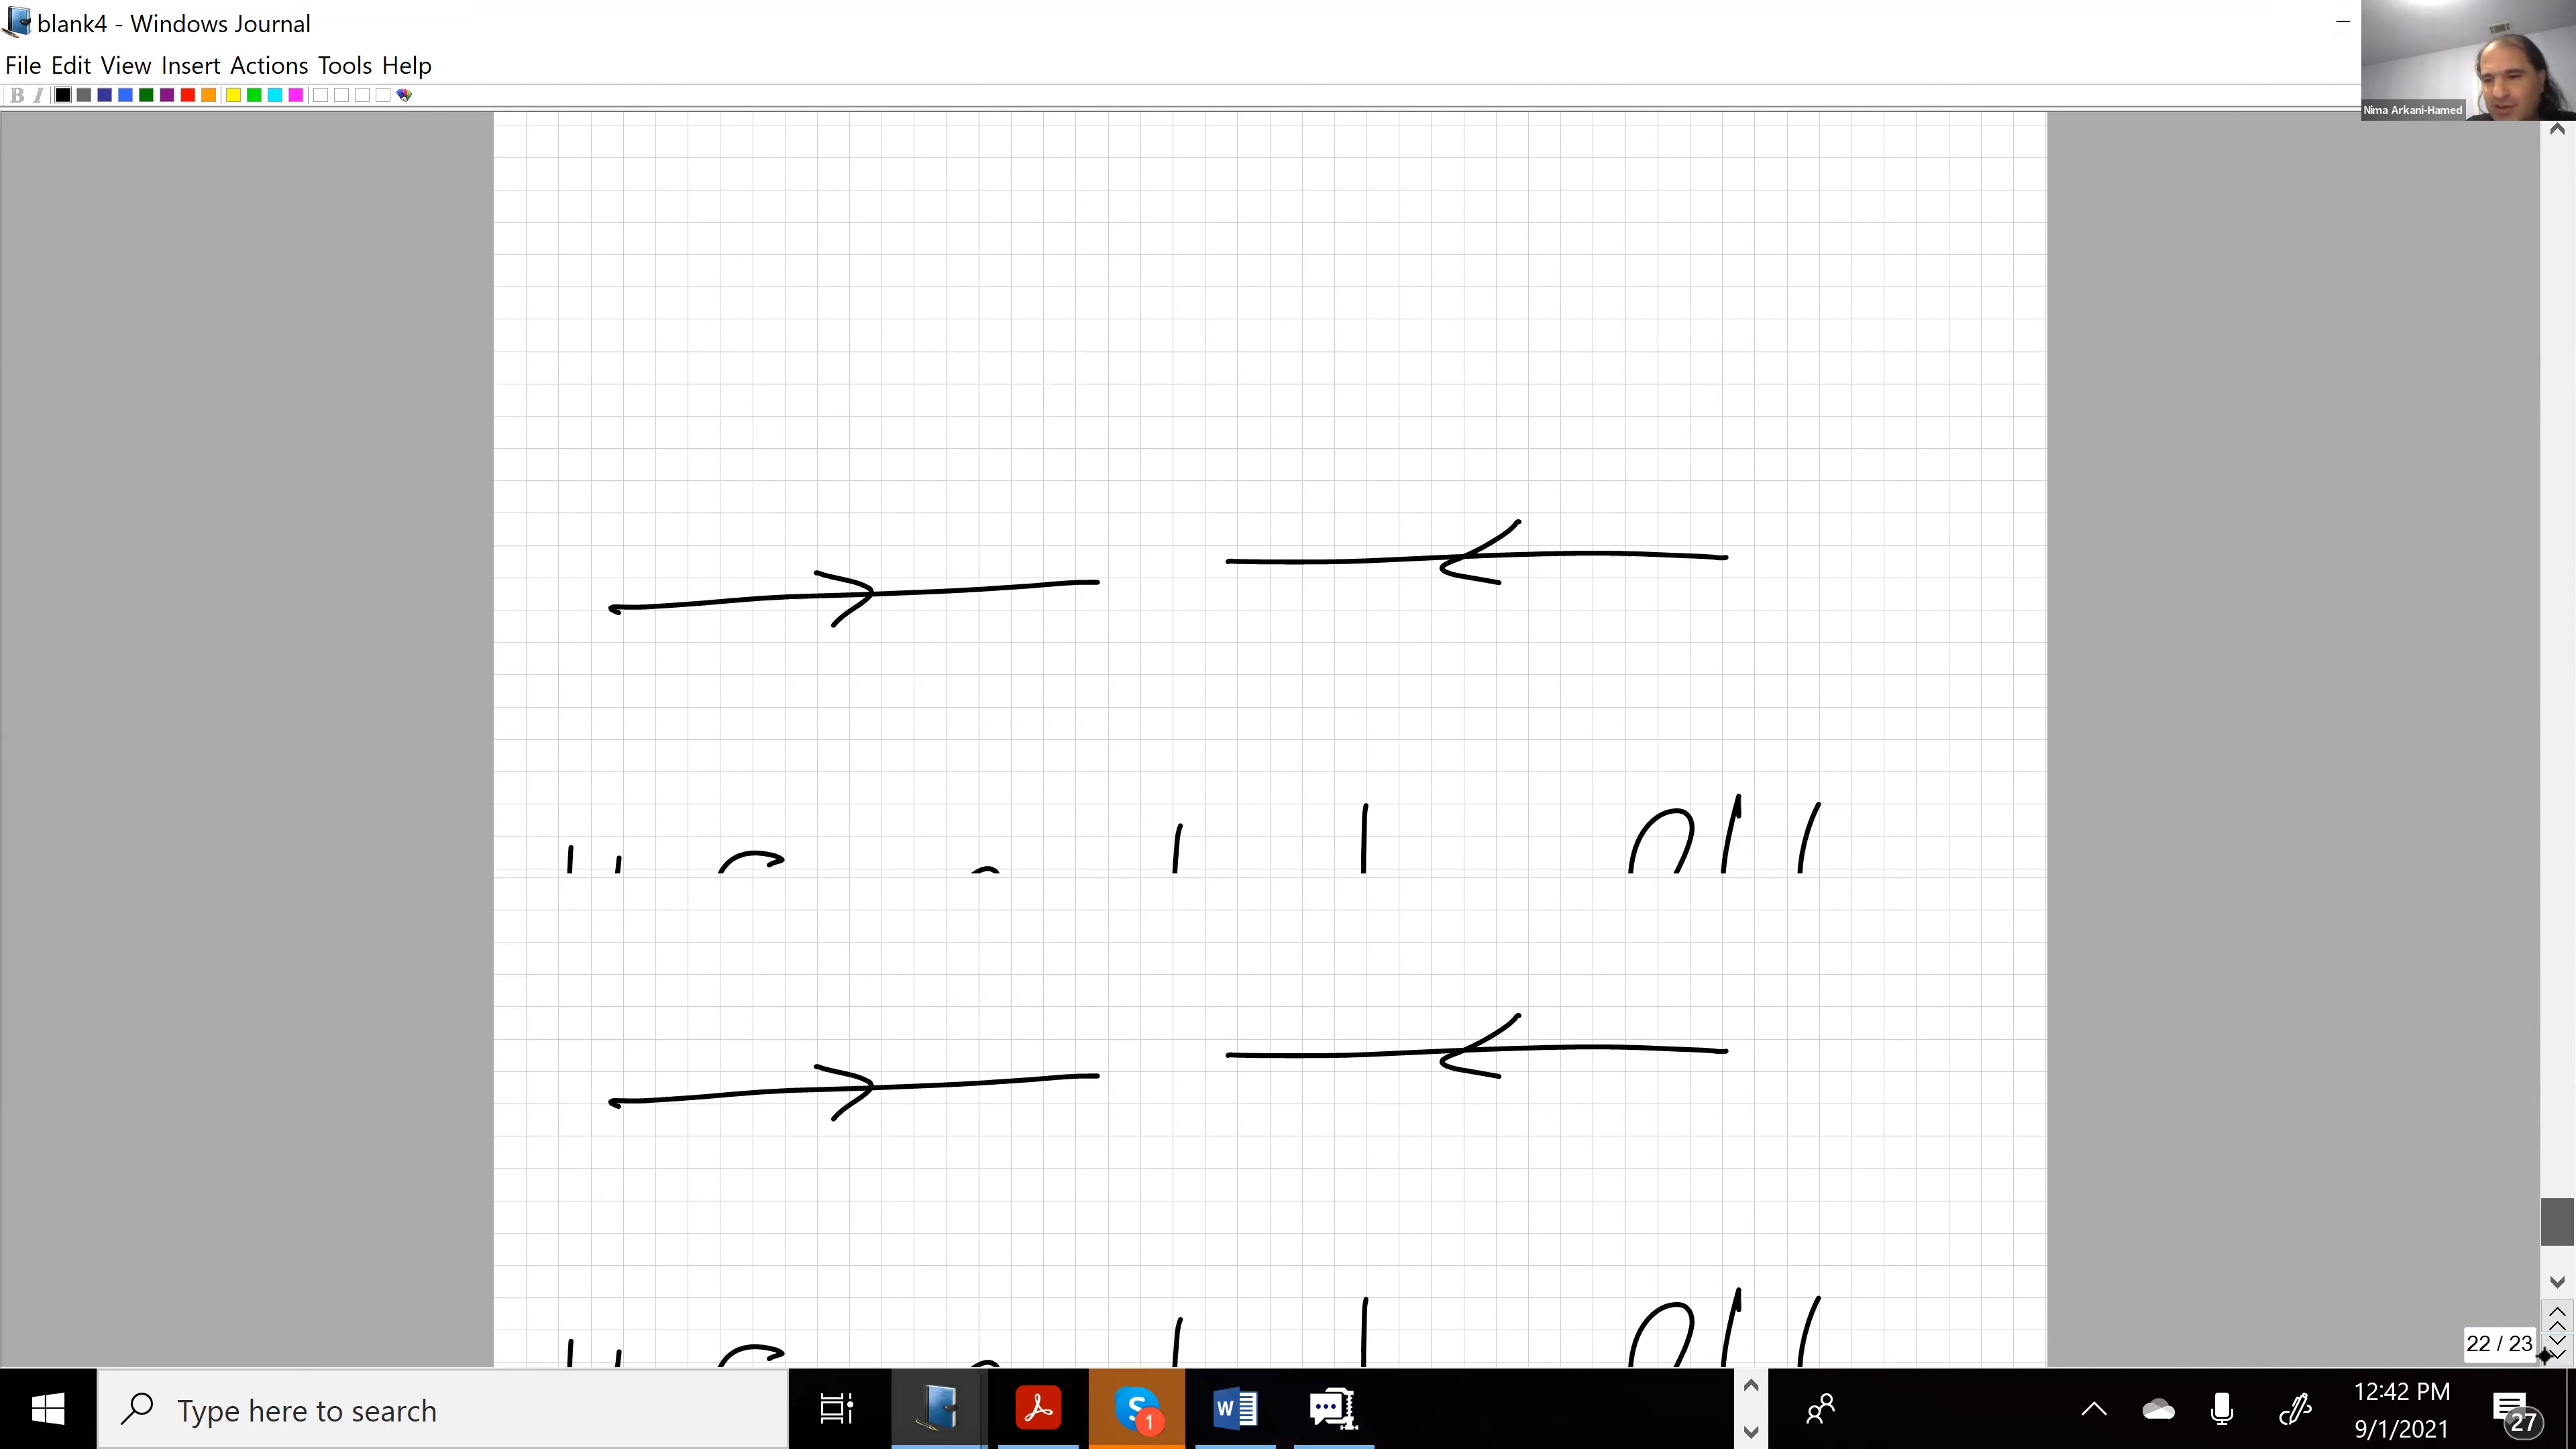 blank4 - Windows Journal
File Edit View Insert Actions Tools Help
B I
Nima Arkani-Hamed
22 / 23
Type here to search
S
1
W
12:42 PM
9/1/2021
27